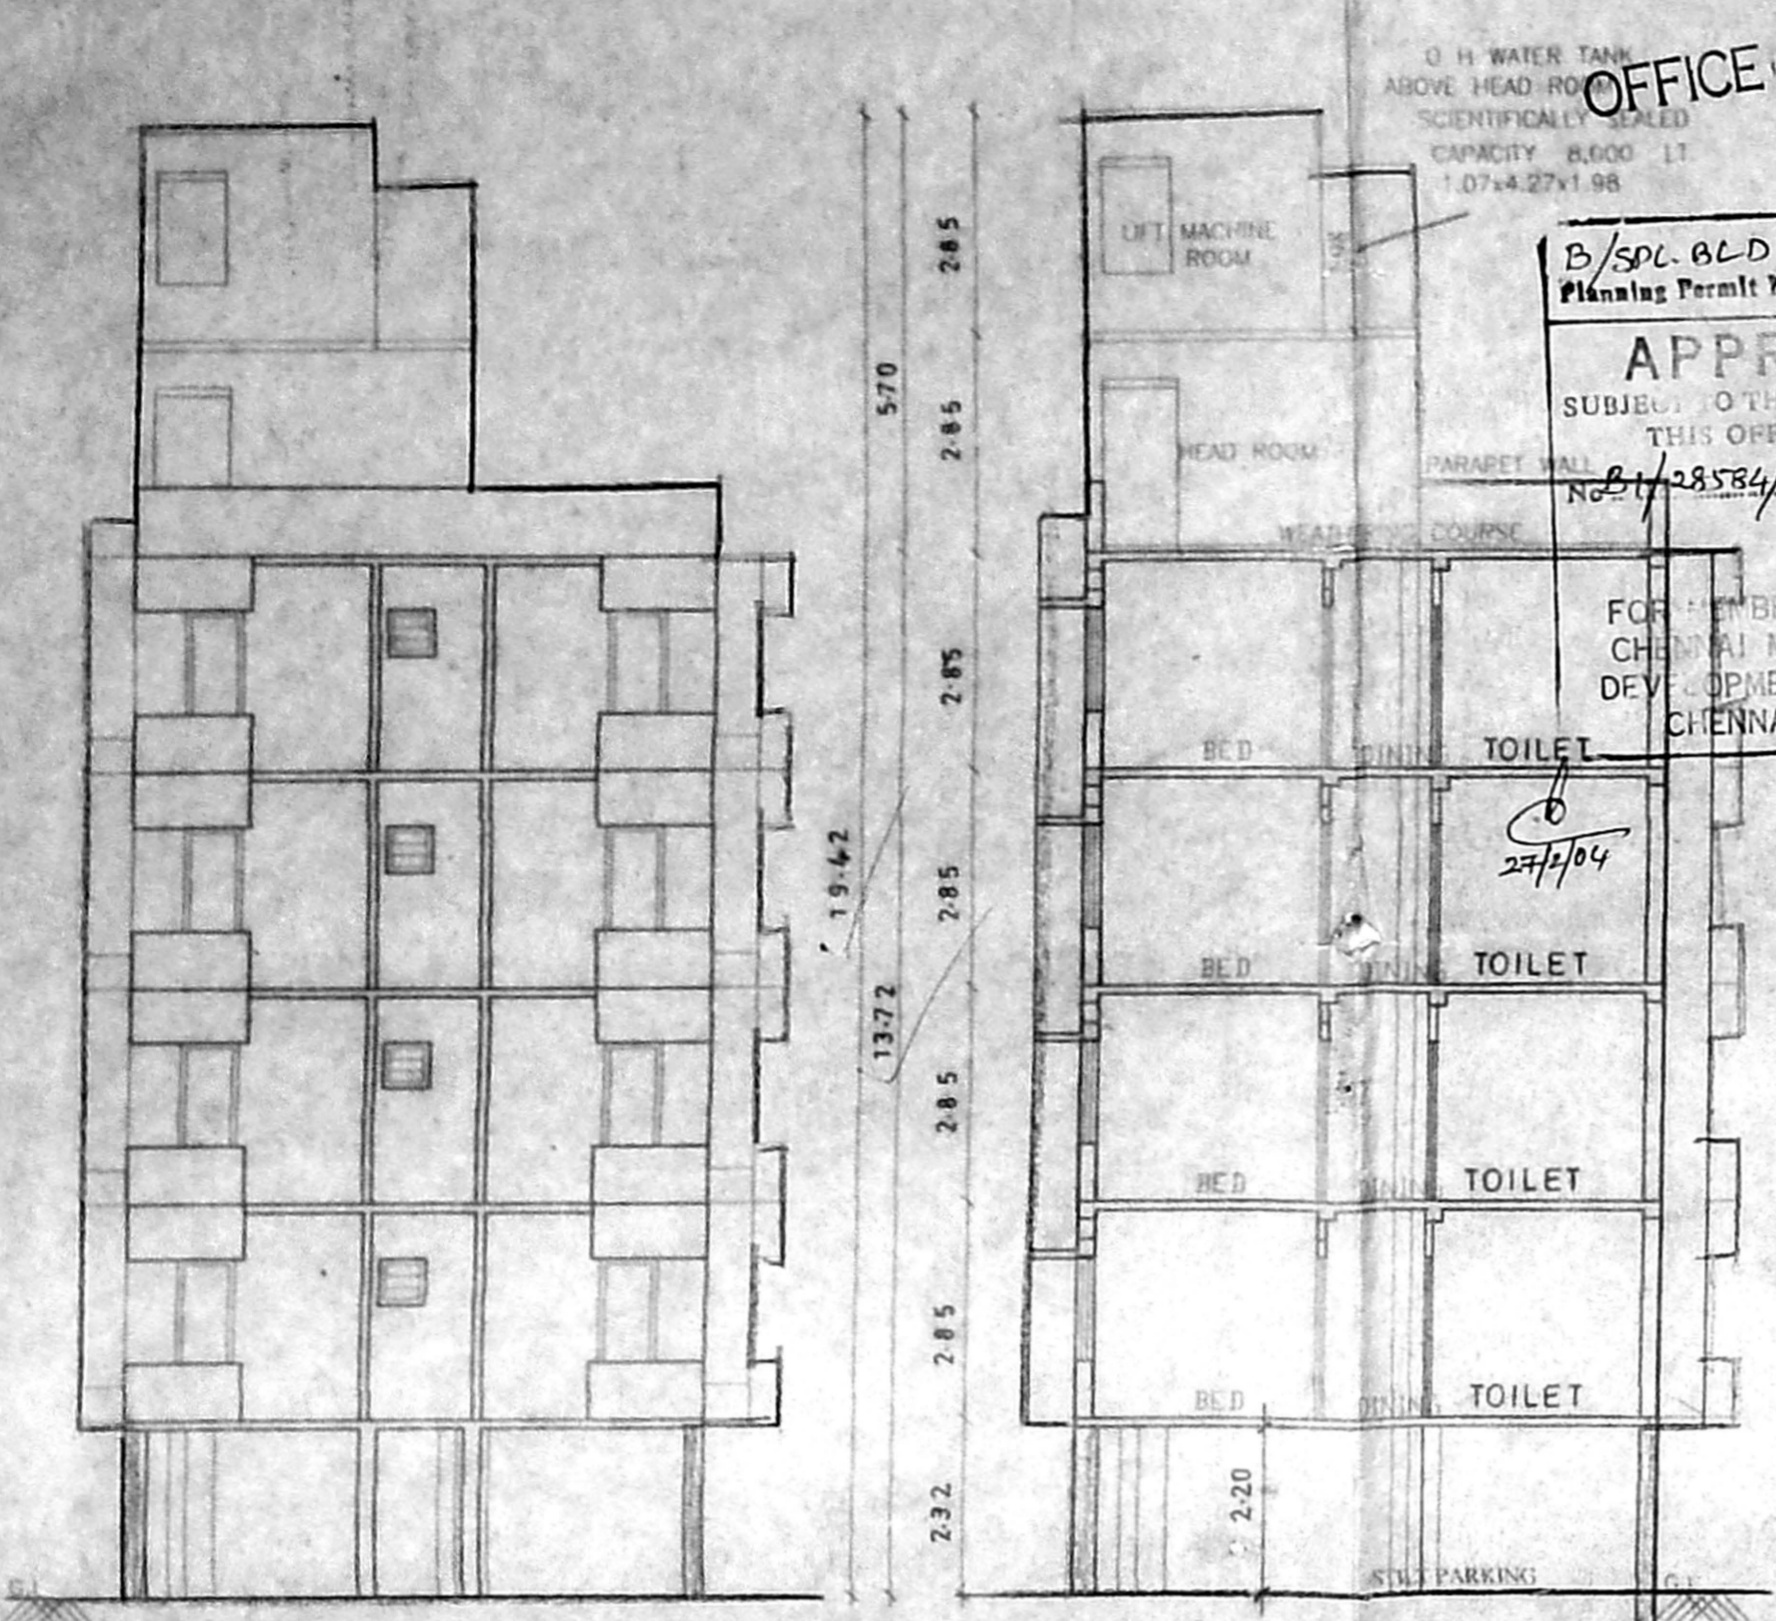 O H WATER TANK
ABOVE HEAD ROOM
SCIENTIFICALLY SEALED
CAPACITY 8,000 LT.
1.07x4.27x1.98
OFFICE
B/SPL. BLD
Planning Permit
APPR
SUBJECT TO TH
THIS OFF
No B1/28584/
FOR MEMBE
CHENNAI M
DEVELOPME
CHENNA
27/2/04
LIFT MACHINE
ROOM
HEAD ROOM
PARAPET WALL
WEATHERING COURSE
2.85
5.70
2.85
2.85
19.42
2.85
13.72
2.85
2.85
2.32
BED DINING TOILET
BED DINING TOILET
BED DINING TOILET
BED DINING TOILET
2.20
STILT PARKING
G.L
G.L